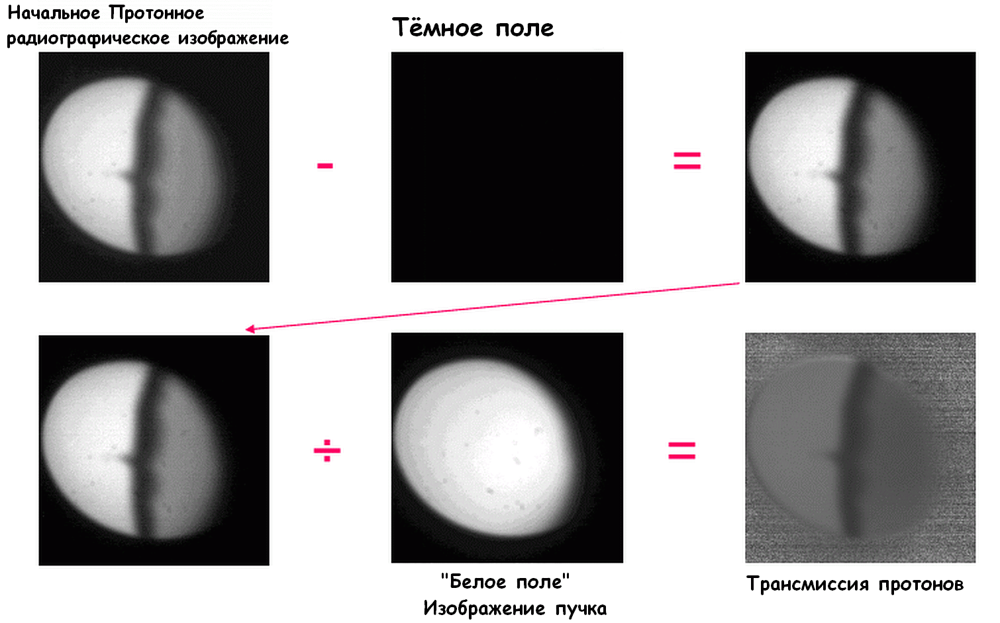 Начальное Протонное
радиографическое изображение
Тёмное поле
-
=
÷
=
"Белое поле"
Изображение пучка
Трансмиссия протонов